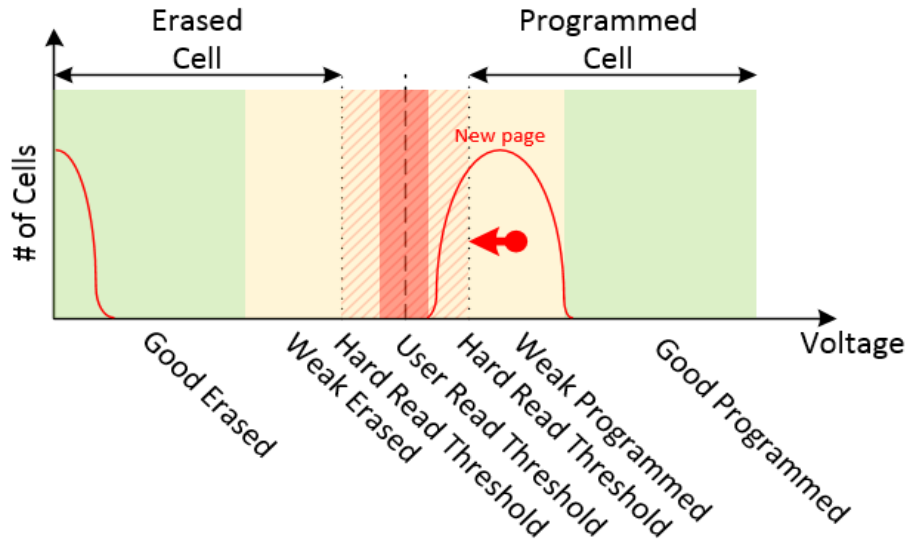 Erased
Cell
Programmed
Cell
# of Cells
New page
Voltage
Good Erased
Weak Erased
Hard Read Threshold
User Read Threshold
Hard Read Threshold
Weak Programmed
Good Programmed